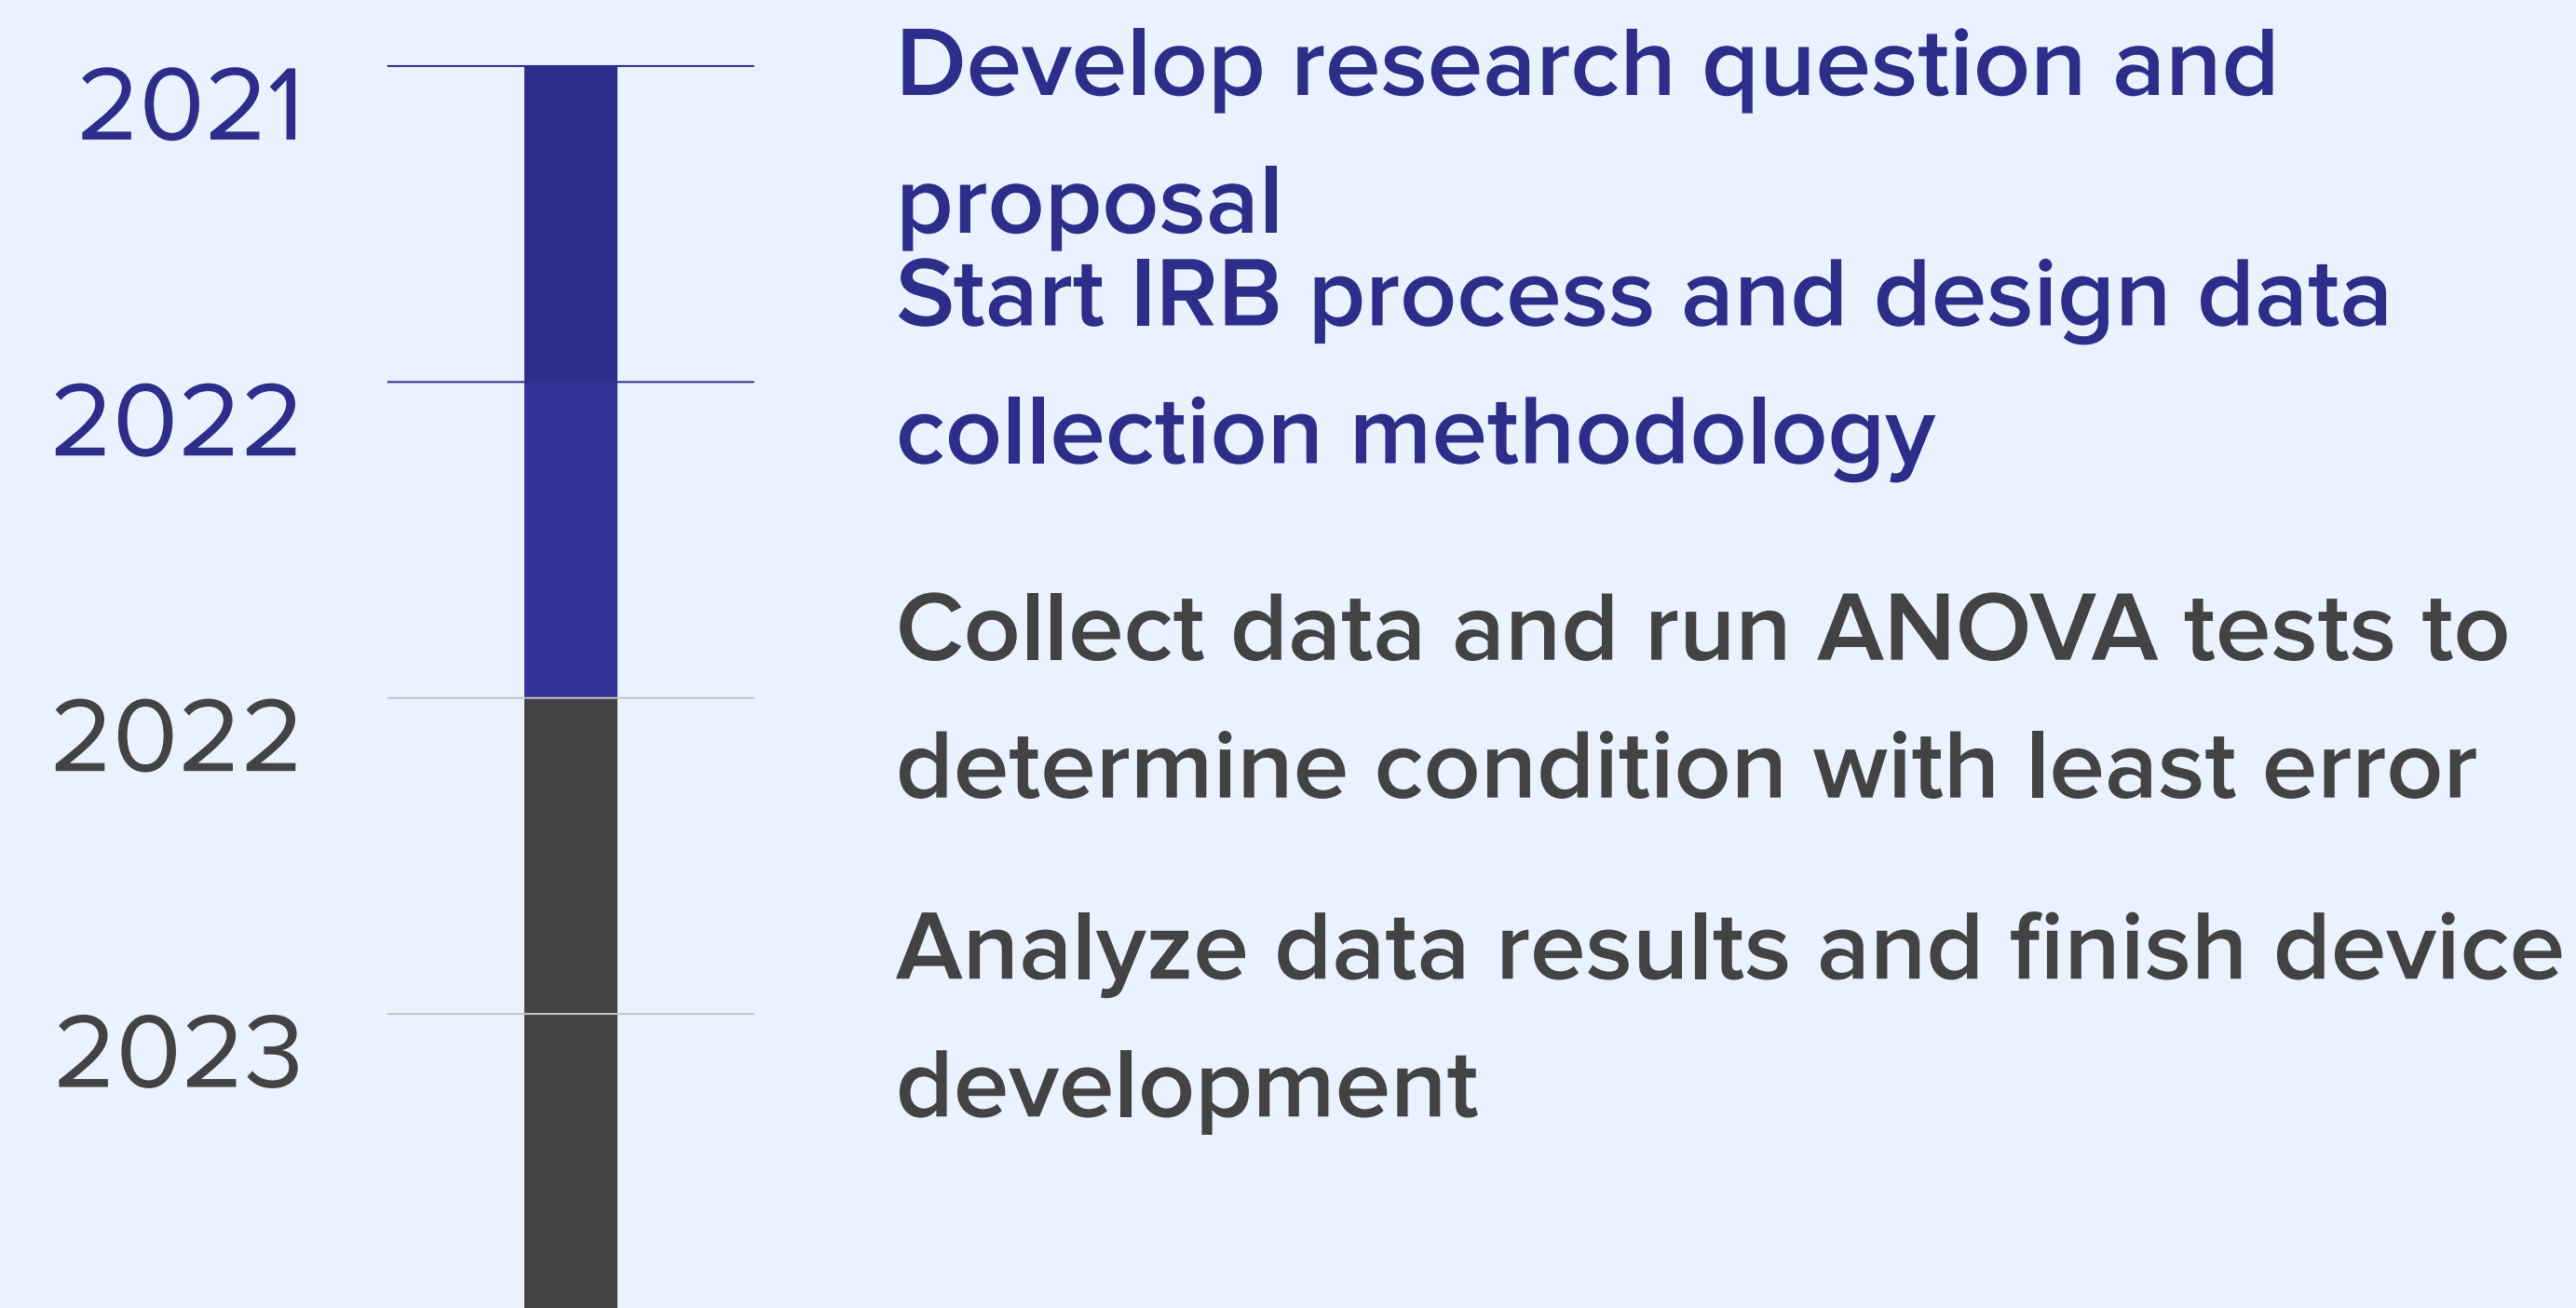 2021
Develop research question and
proposal
2022
Start IRB process and design data
collection methodology
2022
Collect data and run ANOVA tests to
determine condition with least error
2023
Analyze data results and finish device
development